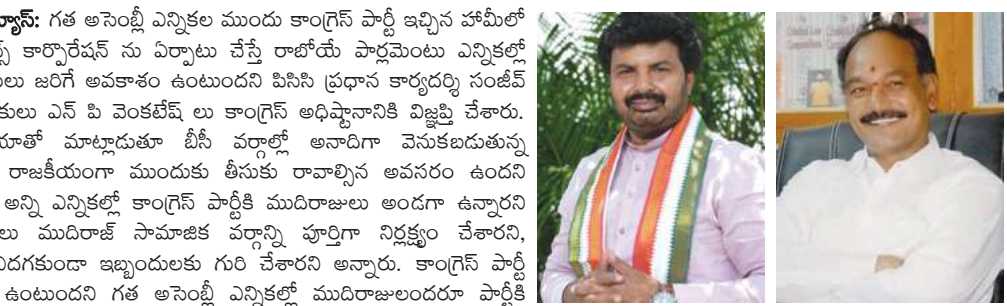 న్యూస్: గత అసెంబ్లీ ఎన్నికల ముందు కాంగ్రెస్ పార్టీ ఇచ్చిన హామీలో
కార్పొరేషన్ ను ఏర్పాటు చేస్తే రాబోయే పార్లమెంటు ఎన్నికల్లో
జరిగే అవకాశం ఉంటుందని పిసిసి ప్రధాన కార్యదర్శి సంజీవ్
ఎన్ పి వెంకటేష్ లు కాంగ్రెస్ అధిష్టానానికి విజ్ఞప్తి చేశారు.
మాట్లాడుతూ బీసీ వర్గాల్లో అనాదిగా వెనుకబడుతున్న
రాజకీయంగా ముందుకు తీసుకు రావాల్సిన అవసరం ఉందని
అన్ని ఎన్నికల్లో కాంగ్రెస్ పార్టీకి ముదిరాజులు అండగా ఉన్నారని
ముదిరాజ్ సామాజిక వర్గాన్ని పూర్తిగా నిర్లక్ష్యం చేశారని,
ఇబ్బందులకు గురి చేశారని అన్నారు. కాంగ్రెస్ పార్టీ
ఉంటుందని గత అసెంబ్లీ ఎన్నికల్లో ముదిరాజులందరూ పార్టీకి